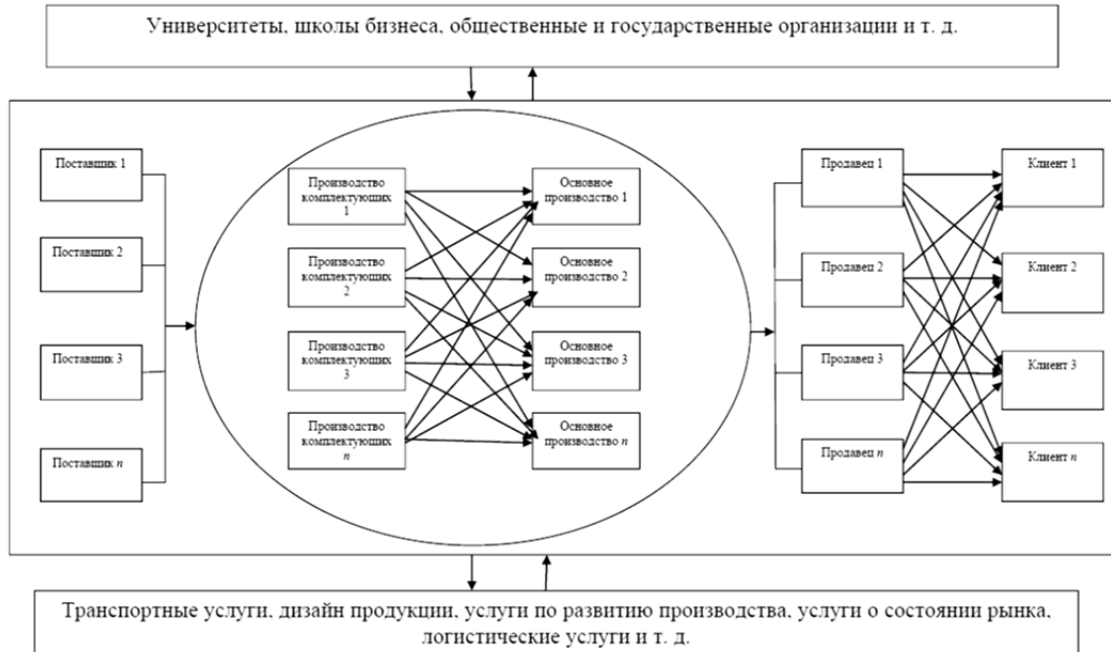 Университеты, школы бизнеса, общественные и государственные организации и т. д.
Поставщик 1
Поставщик 2
Поставщик 3
Поставщик n
Производство
комплектующих
1
Производство
комплектующих
2
Производство
комплектующих
3
Производство
комплектующих
n
Основное
производство 1
Основное
производство 2
Основное
производство 3
Основное
производство n
Продавец 1
Продавец 2
Продавец 3
Продавец n
Клиент 1
Клиент 2
Клиент 3
Клиент n
Транспортные услуги, дизайн продукции, услуги по развитию производства, услуги о состоянии рынка,
логистические услуги и т. д.